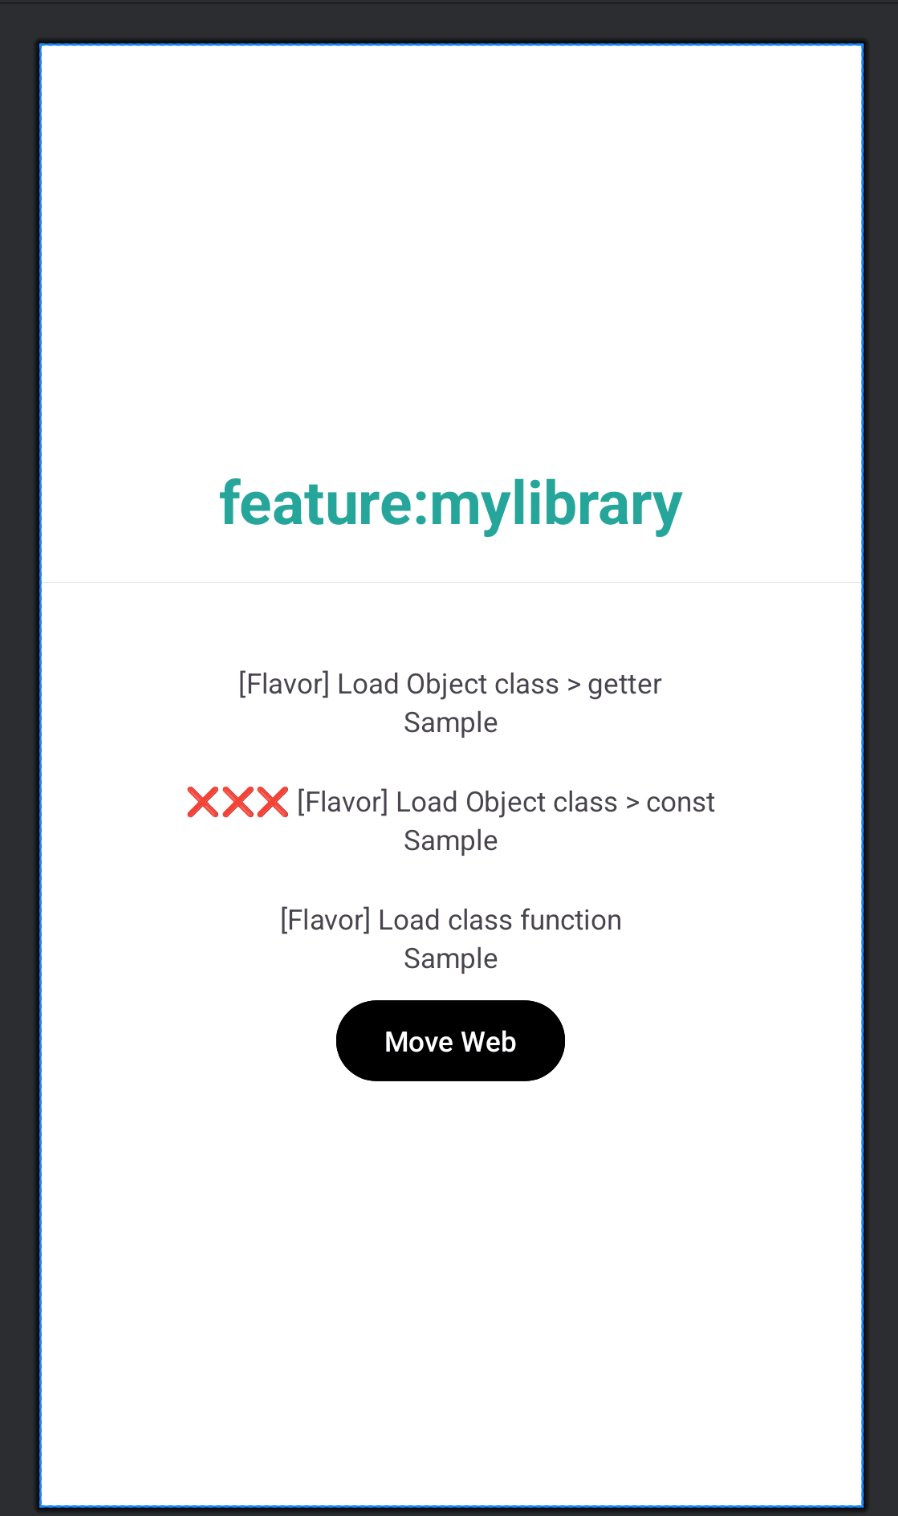 feature:mylibrary
[Flavor] Load Object class > getter
Sample
❌❌❌ [Flavor] Load Object class > const
Sample
[Flavor] Load class function
Sample
Move Web